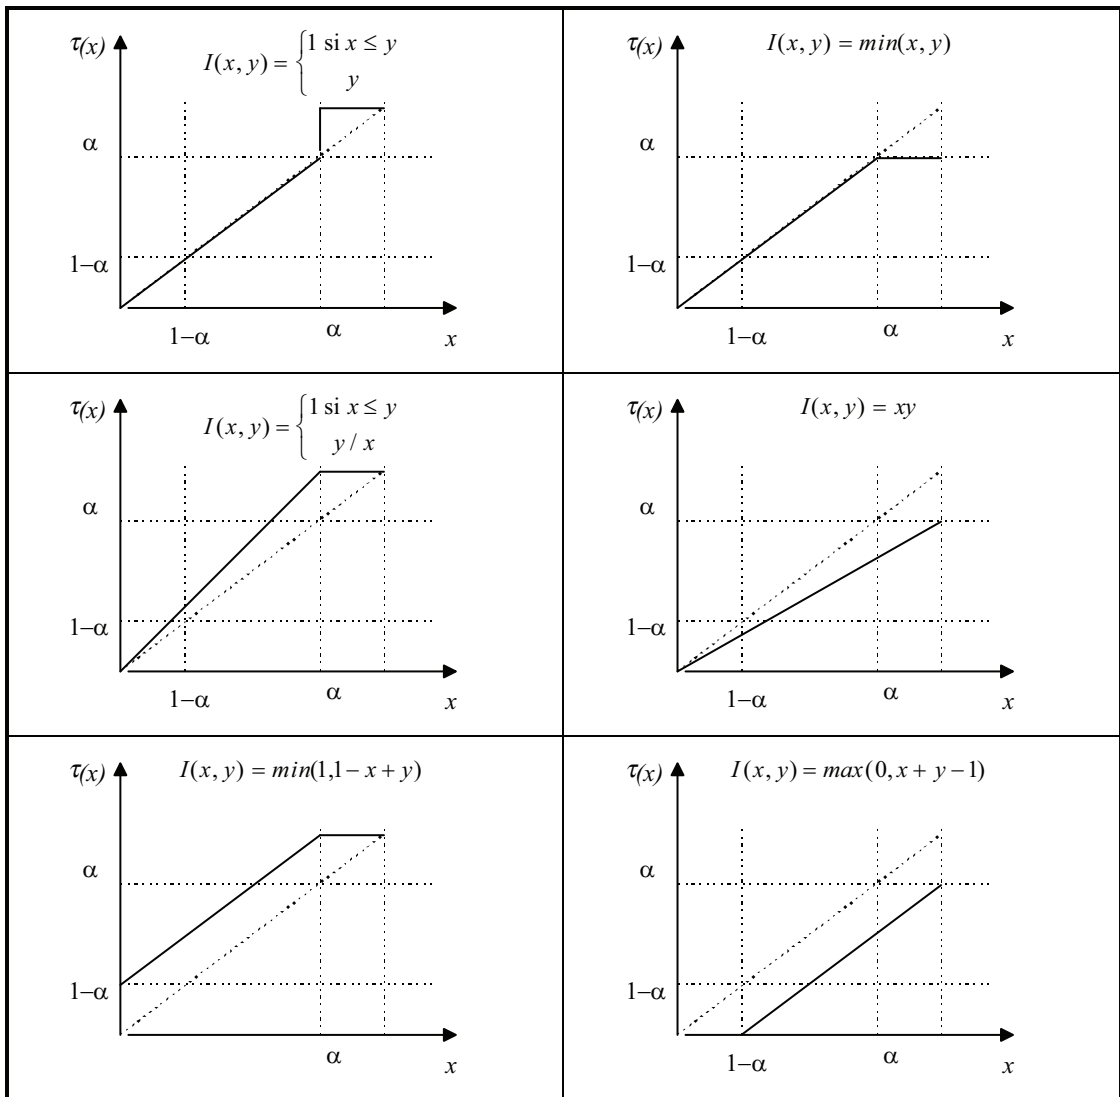 τ(x)
I(x, y) = {1 si x ≤ y
y
α
1−α
1−α
α
x
τ(x)
I(x, y) = min(x, y)
α
1−α
1−α
α
x
τ(x)
I(x, y) = {1 si x ≤ y
y / x
α
1−α
1−α
α
x
τ(x)
I(x, y) = xy
α
1−α
1−α
α
x
τ(x)
I(x, y) = min(1,1− x + y)
α
1−α
α
x
τ(x)
I(x, y) = max(0, x + y −1)
α
1−α
1−α
α
x